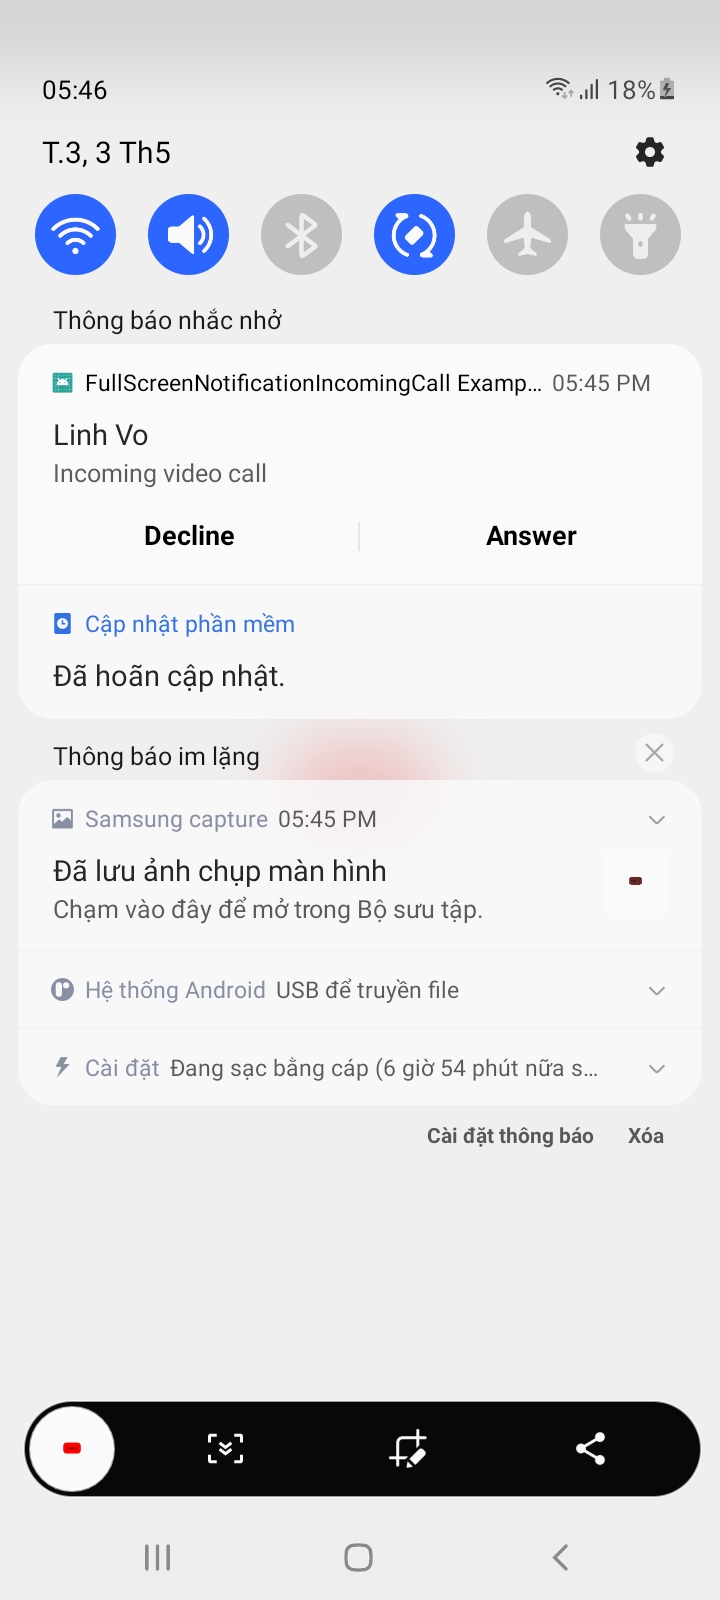 05:46 18%
T.3, 3 Th5
Thông báo nhắc nhở
FullScreenNotificationIncomingCall Examp... 05:45 PM
Linh Vo
Incoming video call
Decline Answer
Cập nhật phần mềm
Đã hoãn cập nhật.
Thông báo im lặng
Samsung capture 05:45 PM
Đã lưu ảnh chụp màn hình
Chạm vào đây để mở trong Bộ sưu tập.
Hệ thống Android USB để truyền file
Cài đặt Đang sạc bằng cáp (6 giờ 54 phút nữa s...
Cài đặt thông báo Xóa